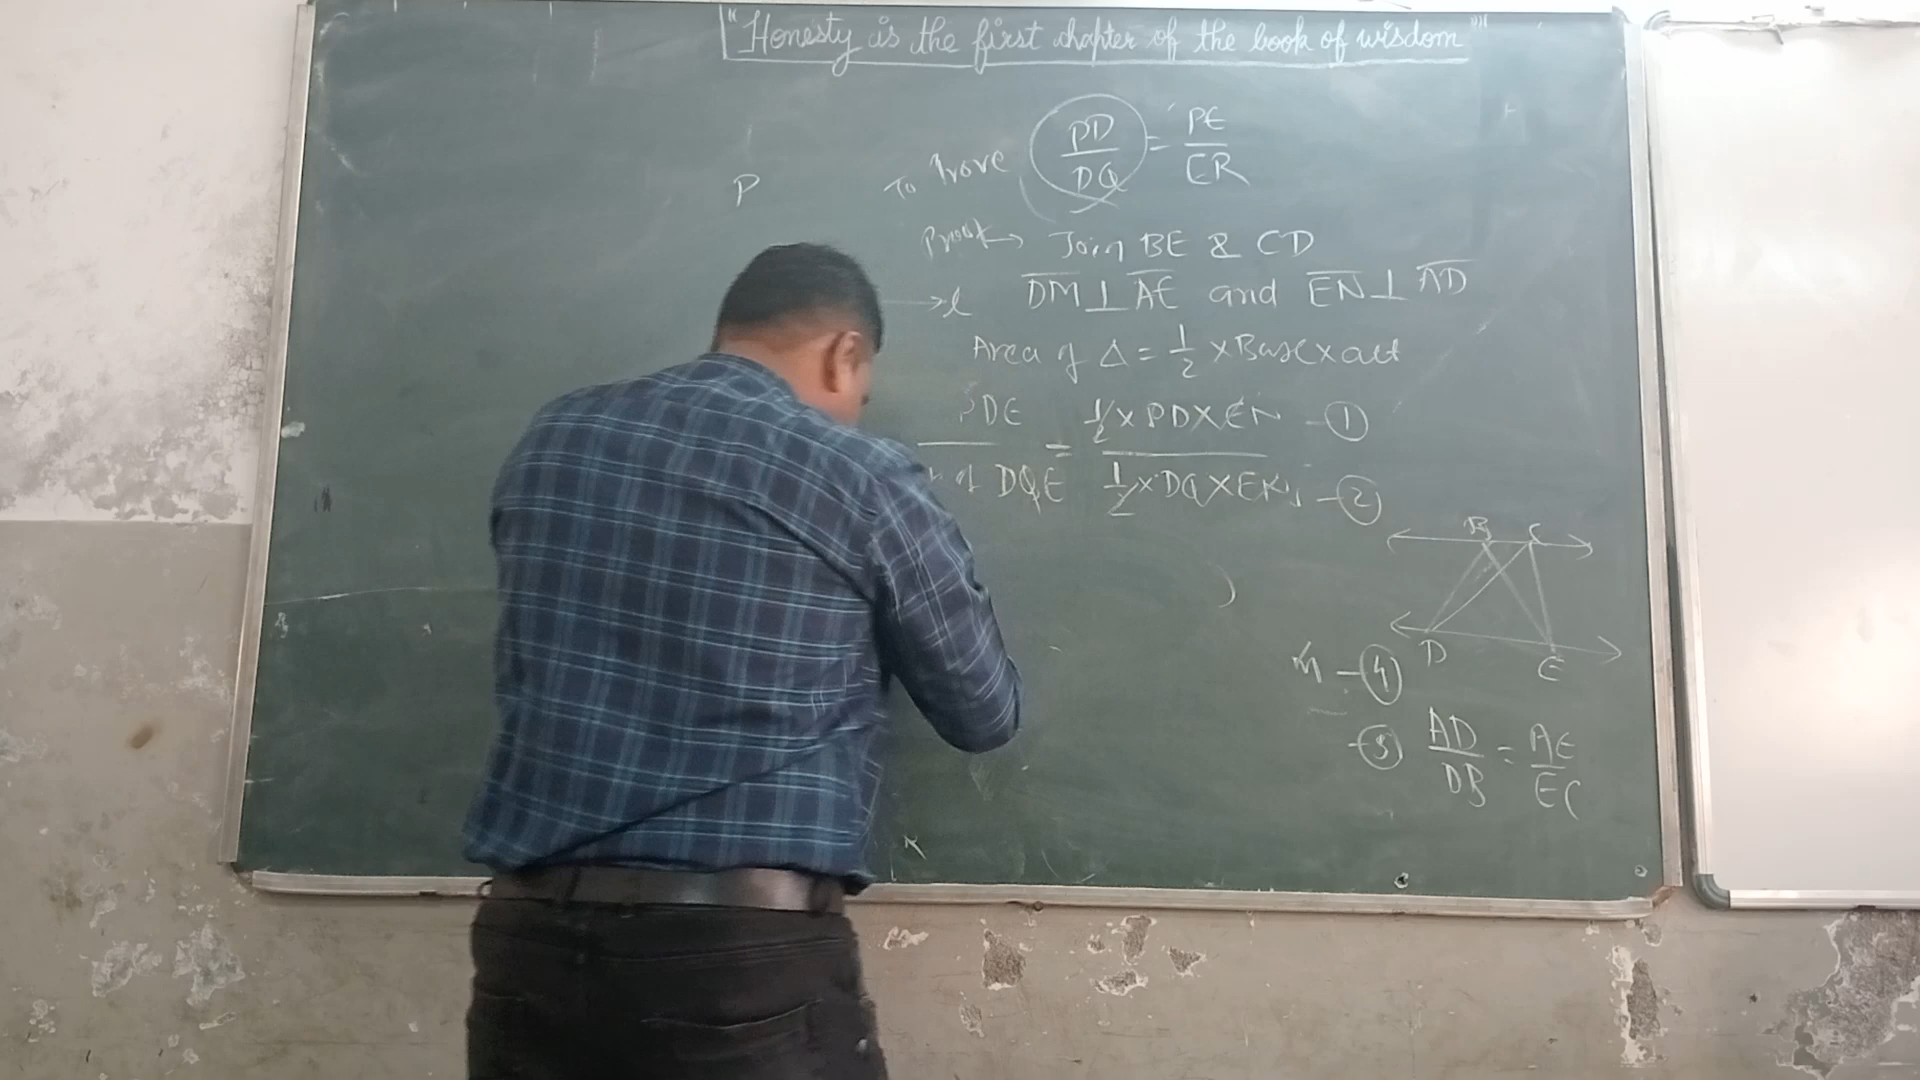 "Honesty is the first chapter of the book of wisdom"
To Prove PD/DQ = PE/ER
P
Proof → Join BE & CD
l
DM ⊥ AE and EN ⊥ AD
Area of Δ = 1/2 × Base × alt
PDE = 1/2 × PD × EN - ①
of DQE 1/2 × DQ × EN - ②
B C
D E
- ④
- ⑤ AD/DB = AE/EC